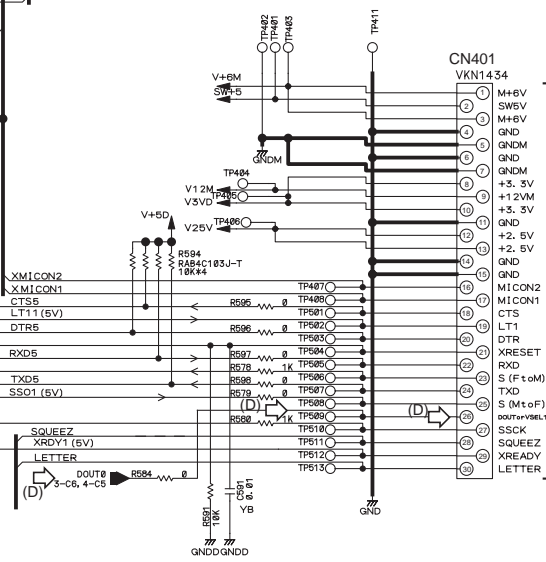 TP402
TP401
TP403
TP411
CN401
VKN1434
V+6M
SW+5
GNDM
TP404
V12M
TP405
V3VD
TP406
V25V
V+5D
R594
RAB4C103J-T
10K*4
1 M+6V
2 SW5V
3 M+6V
4 GND
5 GNDM
6 GND
7 GNDM
8 +3.3V
9 +12VM
10 +3.3V
11 GND
12 +2.5V
13 +2.5V
14 GND
15 GND
16 MICON2
17 MICON1
18 CTS
19 LT1
20 DTR
21 XRESET
22 RXD
23 S(FtoM)
24 TXD
25 S(MtoF)
26 DOUTorVSEL1
27 SSCK
28 SQUEEZ
29 XREADY
30 LETTER
XMICON2
XMICON1
CTS5
LT11(5V)
DTR5
RXD5
TXD5
SSO1(5V)
SQUEEZ
XRDY1(5V)
LETTER
R595 0
R596 0
R597 0
R578 1K
R598 0
R579 0
R580 1K
TP407
TP408
TP501
TP502
TP503
TP504
TP505
TP506
TP507
TP508
TP509
TP510
TP511
TP512
TP513
(D)
(D)
(D)
DOUT0
3-C6,4-C5
R584 0
R591
10K
C591
0.01
YB
GND
GNDD
GNDD